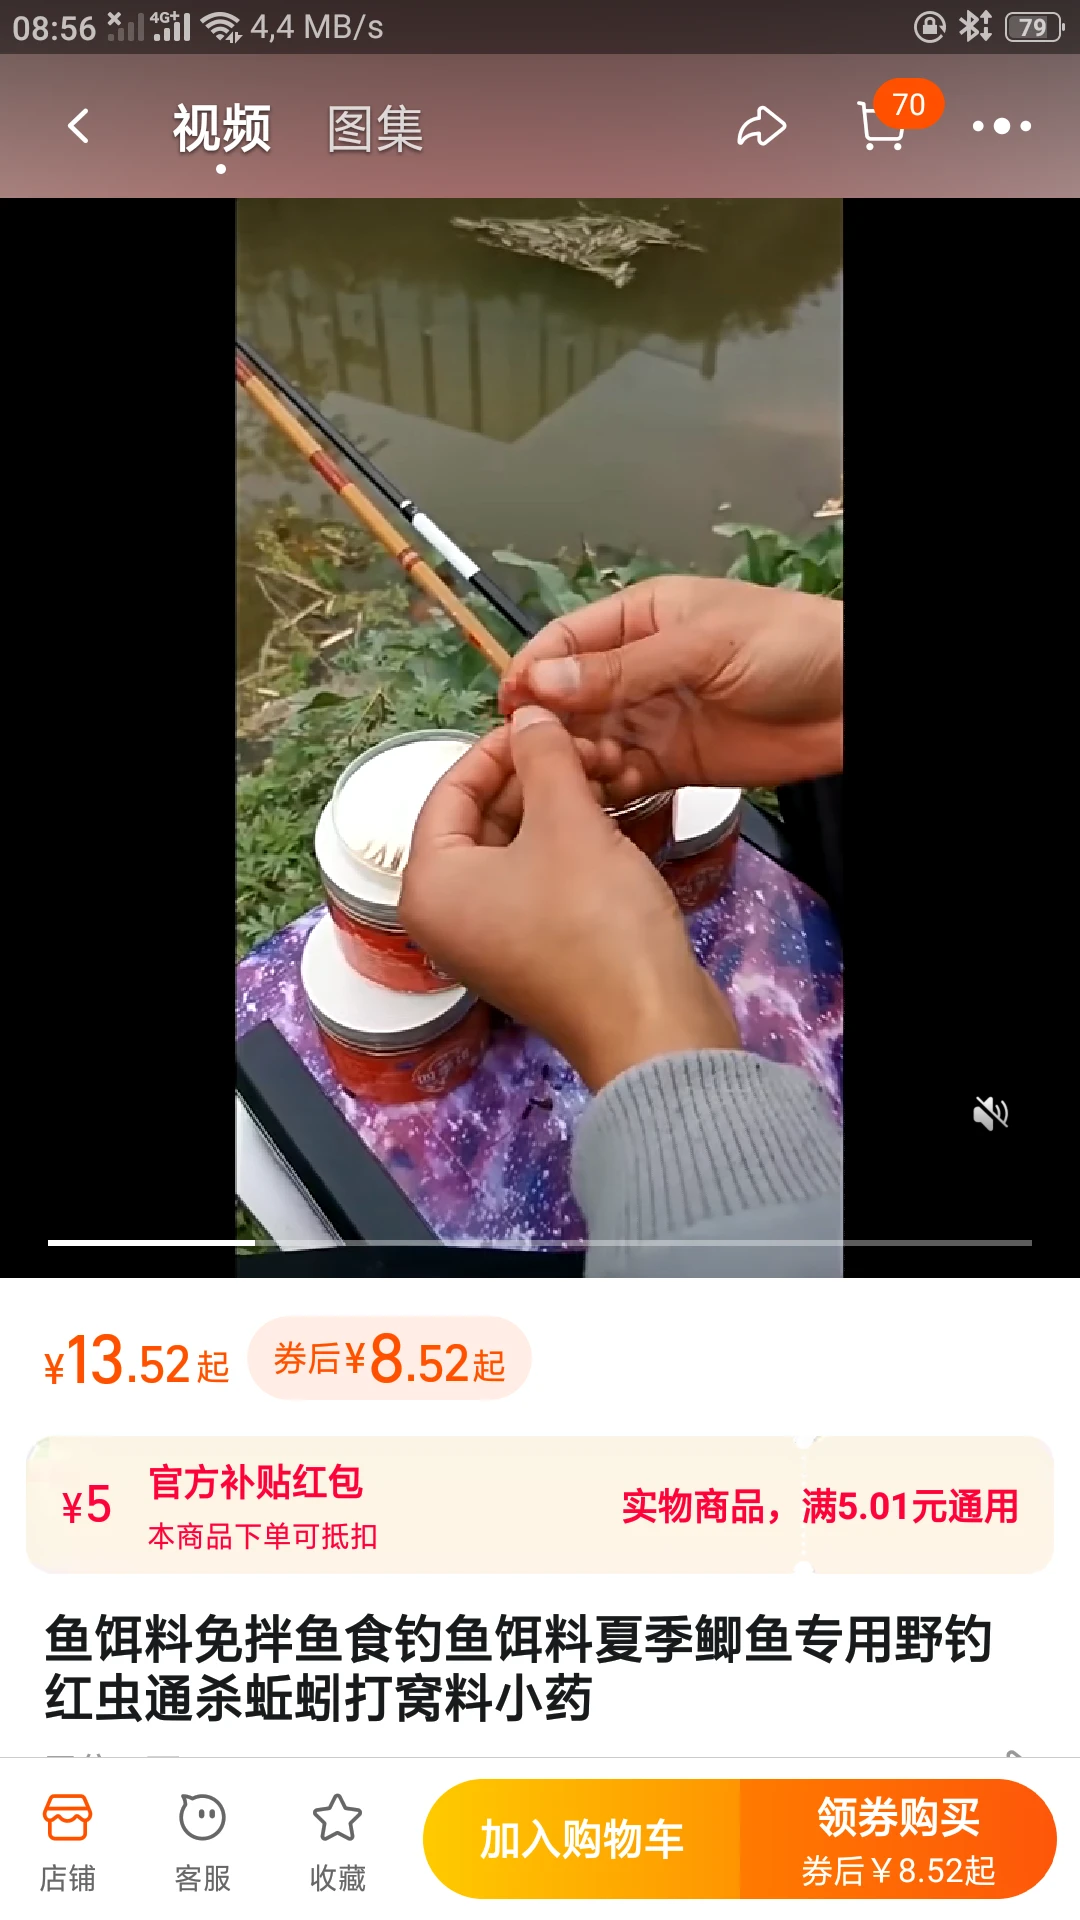 08:56 4G+ 4,4 MB/s 79
视频 图集 70
¥13.52起 券后¥8.52起
¥5 官方补贴红包 实物商品，满5.01元通用
本商品下单可抵扣
鱼饵料免拌鱼食钓鱼饵料夏季鲫鱼专用野钓
红虫通杀蚯蚓打窝料小药
店铺 客服 收藏 加入购物车 领券购买
券后¥8.52起